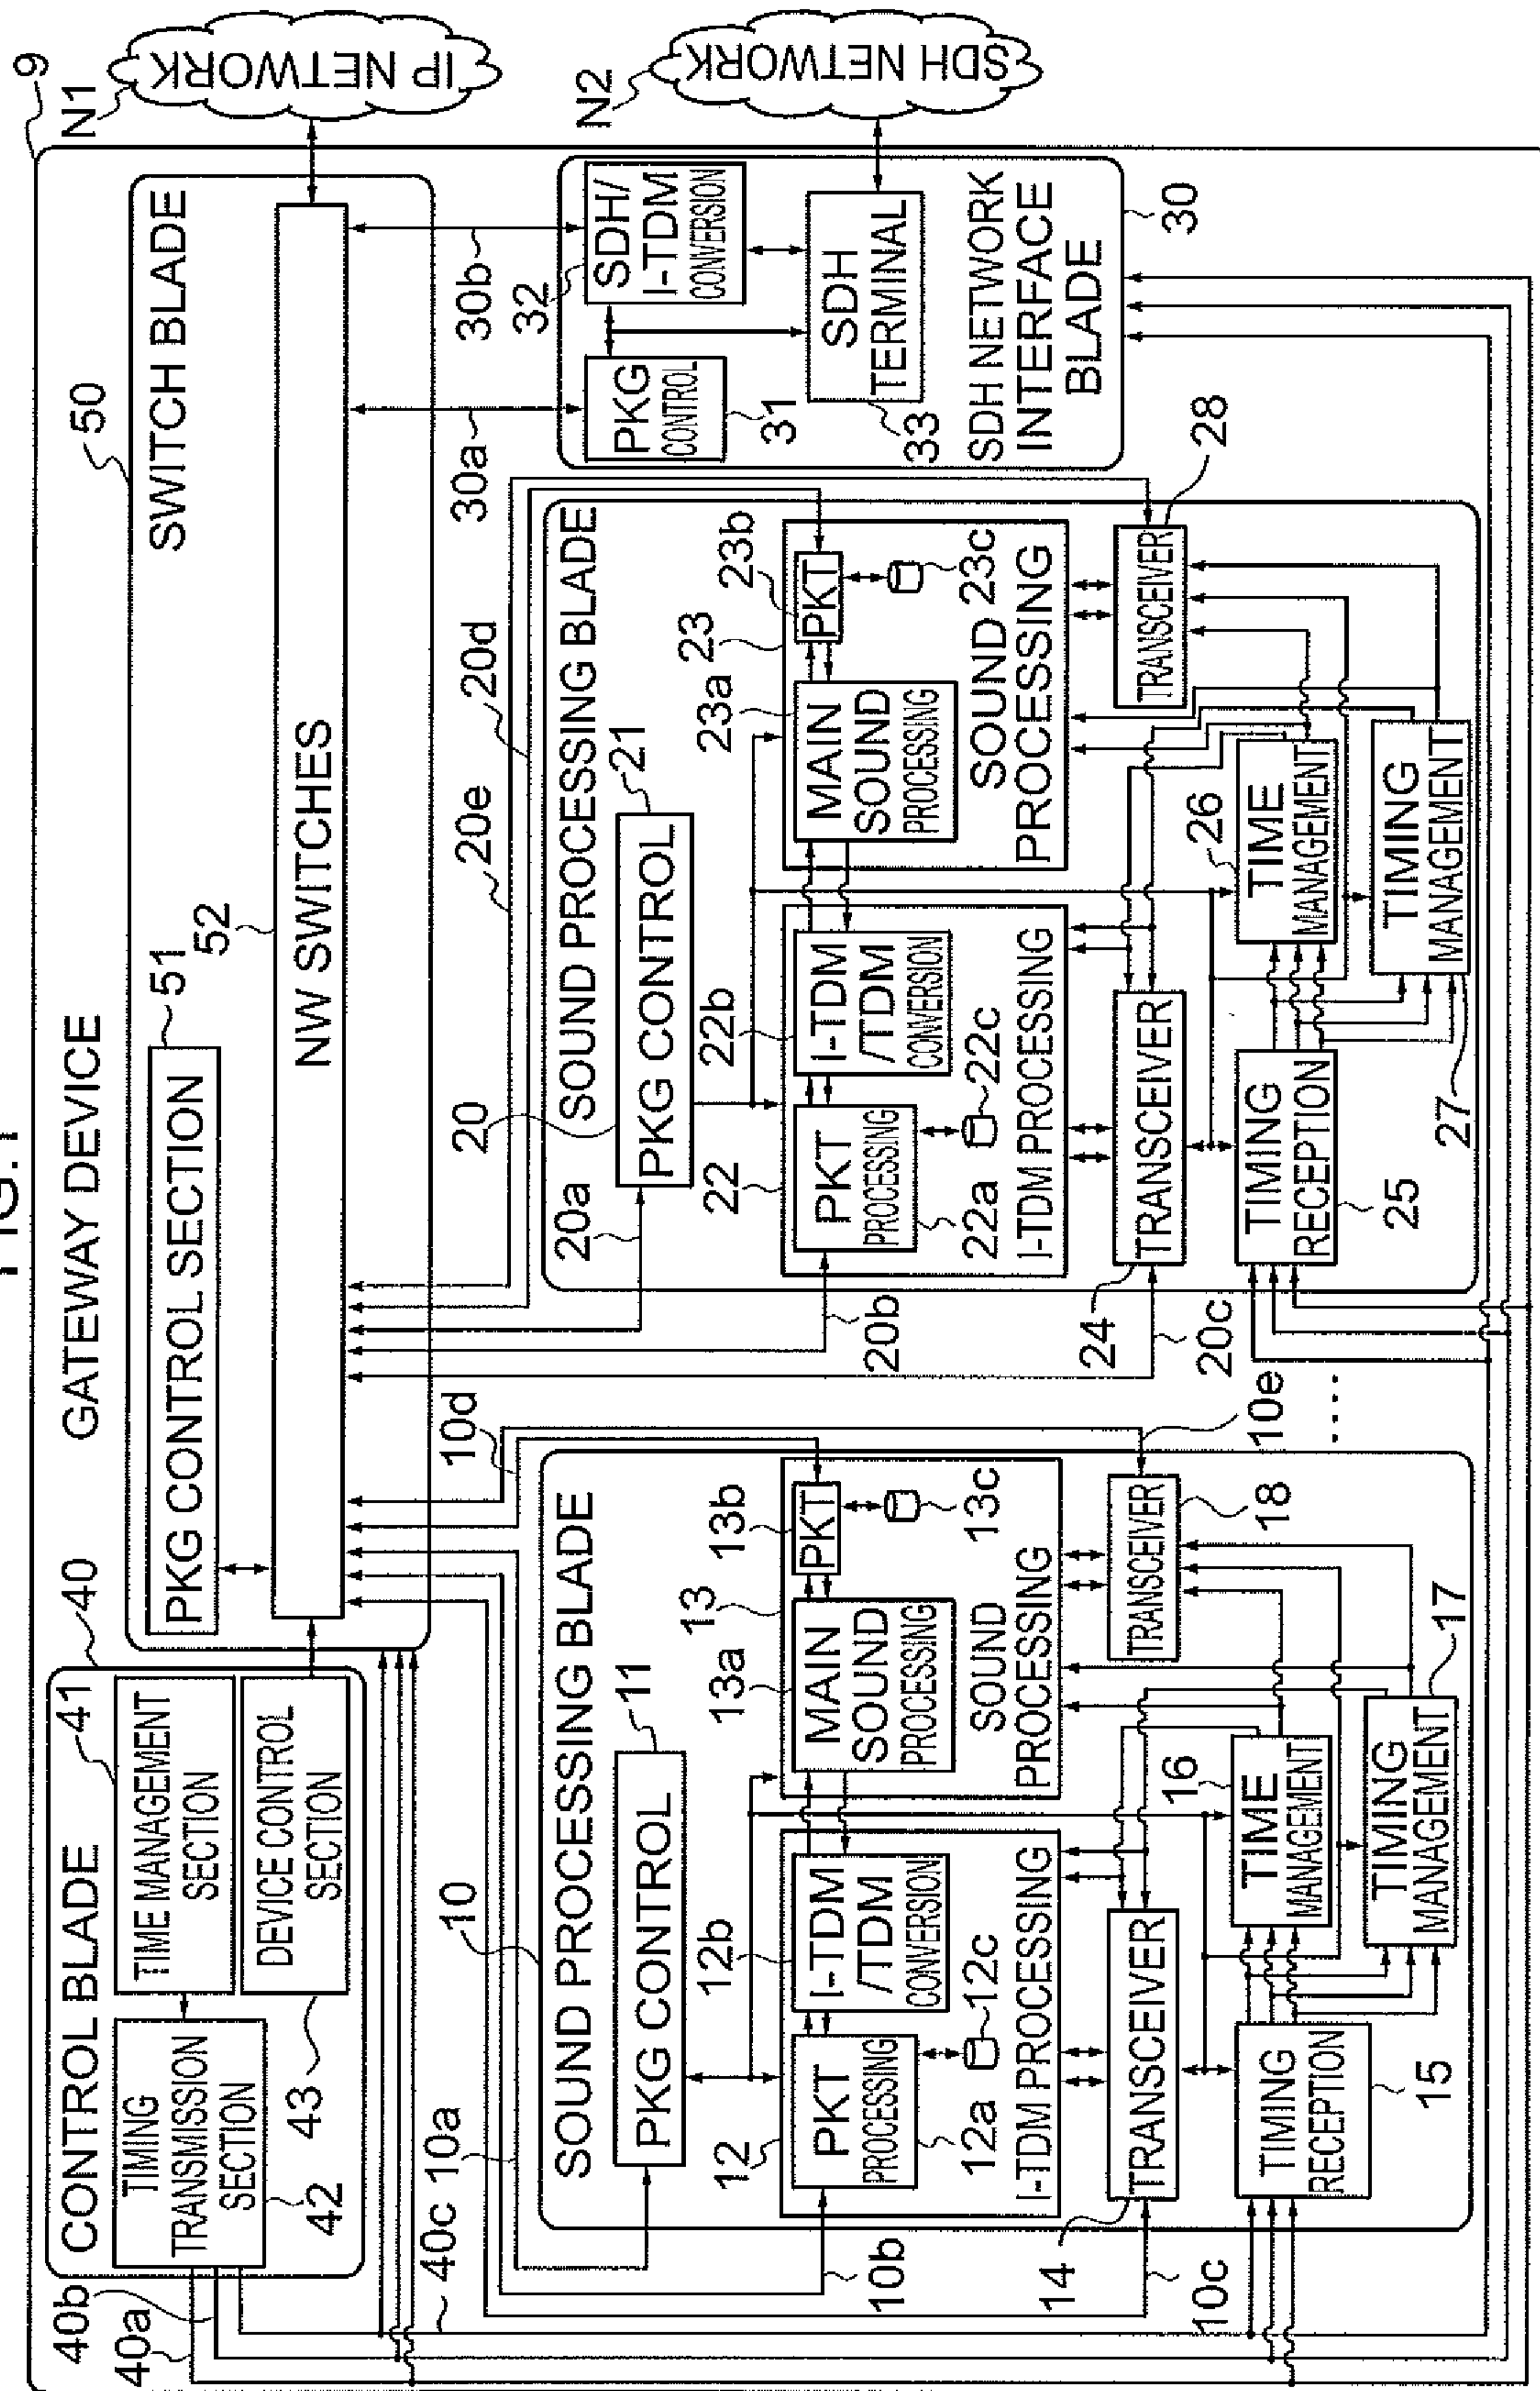 FIG.1
GATEWAY DEVICE
9
CONTROL BLADE
40
TIME MANAGEMENT
SECTION
41
TIMING
TRANSMISSION
SECTION
42
DEVICE CONTROL
SECTION
43
40a
40b
40c
SWITCH BLADE
50
PKG CONTROL SECTION
51
NW SWITCHES
52
N1
IP NETWORK
N2
SDH NETWORK
10
SOUND PROCESSING BLADE
PKG CONTROL
11
10a
10b
10c
10d
10e
12
PKT
PROCESSING
12a
I-TDM
/TDM
CONVERSION
12b
12c
I-TDM PROCESSING
13
MAIN
SOUND
PROCESSING
13a
PKT
13b
13c
SOUND
PROCESSING
TRANSCEIVER
14
TIMING
RECEPTION
15
TIME
MANAGEMENT
16
TIMING
MANAGEMENT
17
TRANSCEIVER
18
....
20
SOUND PROCESSING BLADE
PKG CONTROL
21
20a
20b
20c
20d
20e
22
PKT
PROCESSING
22a
I-TDM
/TDM
CONVERSION
22b
22c
I-TDM PROCESSING
23
MAIN
SOUND
PROCESSING
23a
PKT
23b
23c
SOUND
PROCESSING
TRANSCEIVER
24
TIMING
RECEPTION
25
TIME
MANAGEMENT
26
TIMING
MANAGEMENT
27
TRANSCEIVER
28
30a
30b
PKG
CONTROL
31
SDH/
I-TDM
CONVERSION
32
SDH
TERMINAL
33
SDH NETWORK
INTERFACE
BLADE
30